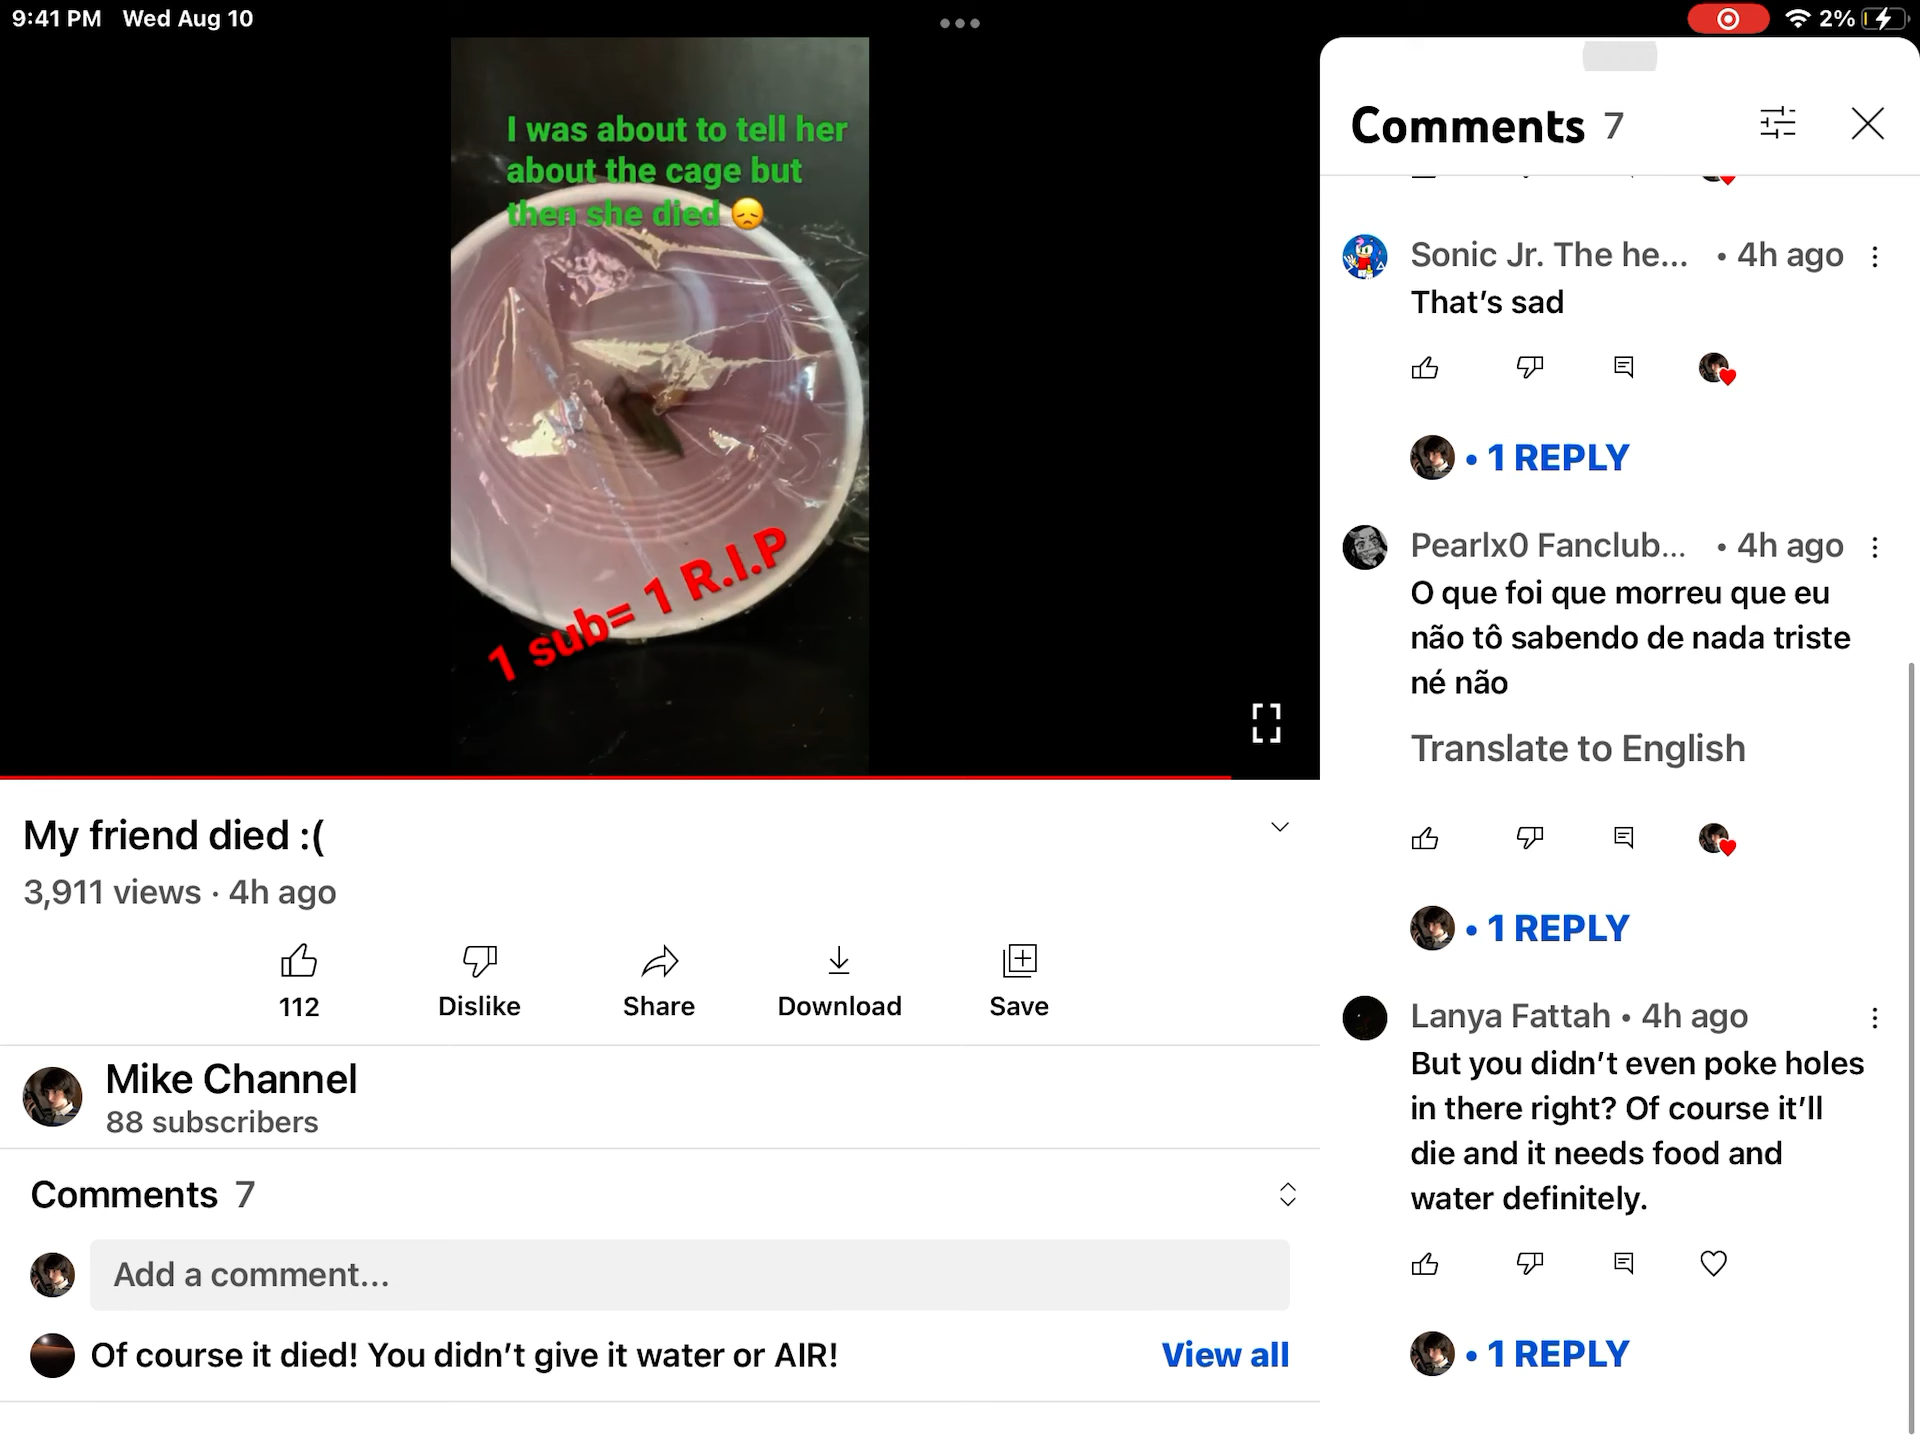 9:41 PM Wed Aug 10
2%
I was about to tell her
about the cage but
then she died 😞
1 sub= 1 R.I.P
My friend died :(
3,911 views · 4h ago
112
Dislike
Share
Download
Save
Mike Channel
88 subscribers
Comments 7
Add a comment...
Of course it died! You didn't give it water or AIR!
View all
Comments 7
Sonic Jr. The he... • 4h ago
That's sad
• 1 REPLY
Pearlx0 Fanclub... • 4h ago
O que foi que morreu que eu
não tô sabendo de nada triste
né não
Translate to English
• 1 REPLY
Lanya Fattah • 4h ago
But you didn't even poke holes
in there right? Of course it'll
die and it needs food and
water definitely.
• 1 REPLY